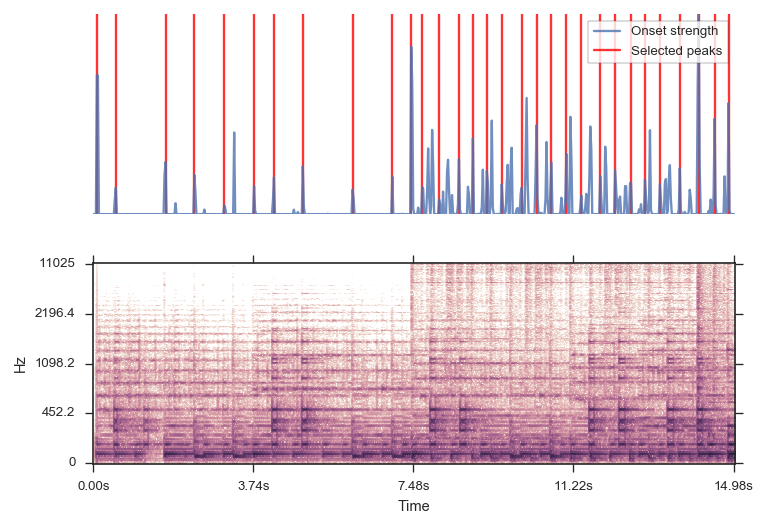 Onset strength
Selected peaks
11025
2196.4
1098.2
452.2
0
Hz
0.00s 3.74s 7.48s 11.22s 14.98s
Time